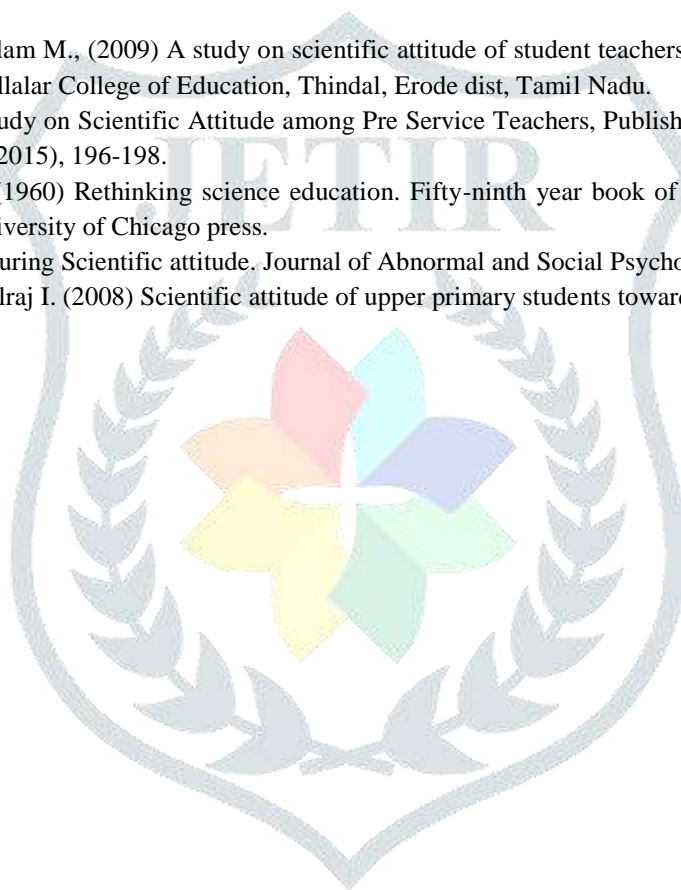 lam M., (2009) A study on scientific attitude of student teachers
llalar College of Education, Thindal, Erode dist, Tamil Nadu.
udy on Scientific Attitude among Pre Service Teachers, Publish
2015), 196-198.
(1960) Rethinking science education. Fifty-ninth year book of
iversity of Chicago press.
uring Scientific attitude. Journal of Abnormal and Social Psycho
lraj I. (2008) Scientific attitude of upper primary students towar
JETIR